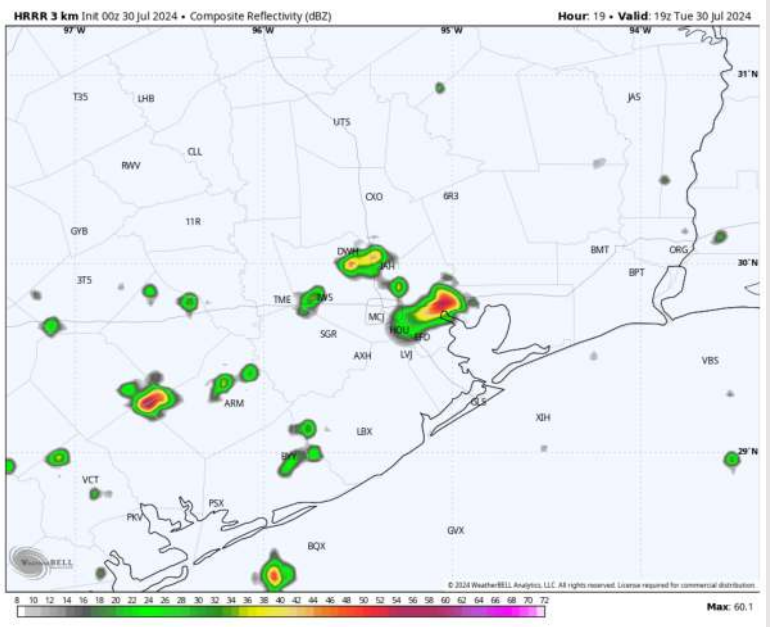 HRRR 3 km Init 00z 30 Jul 2024 • Composite Reflectivity (dBZ) Hour: 19 • Valid: 19z Tue 30 Jul 2024
97°W 96°W 95°W 94°W
31°N
T35 LHB JAS
UTS
CLL
RWV
CXO 6R3
11R
GYB
DWH BMT ORG
30°N
IAH
BPT
3T5
TME IWS
MCJ
HOU
SGR EFD
AXH LVJ
VBS
ARM GLS
XIH
LBX
29°N
BYY
VCT
PSX
PKV
GVX
BQX
WeatherBELL
© 2024 WeatherBELL Analytics, LLC. All rights reserved. License required for commercial distribution.
8 10 12 14 16 18 20 22 24 26 28 30 32 34 36 38 40 42 44 46 48 50 52 54 56 58 60 62 64 66 68 70 72
Max: 60.1